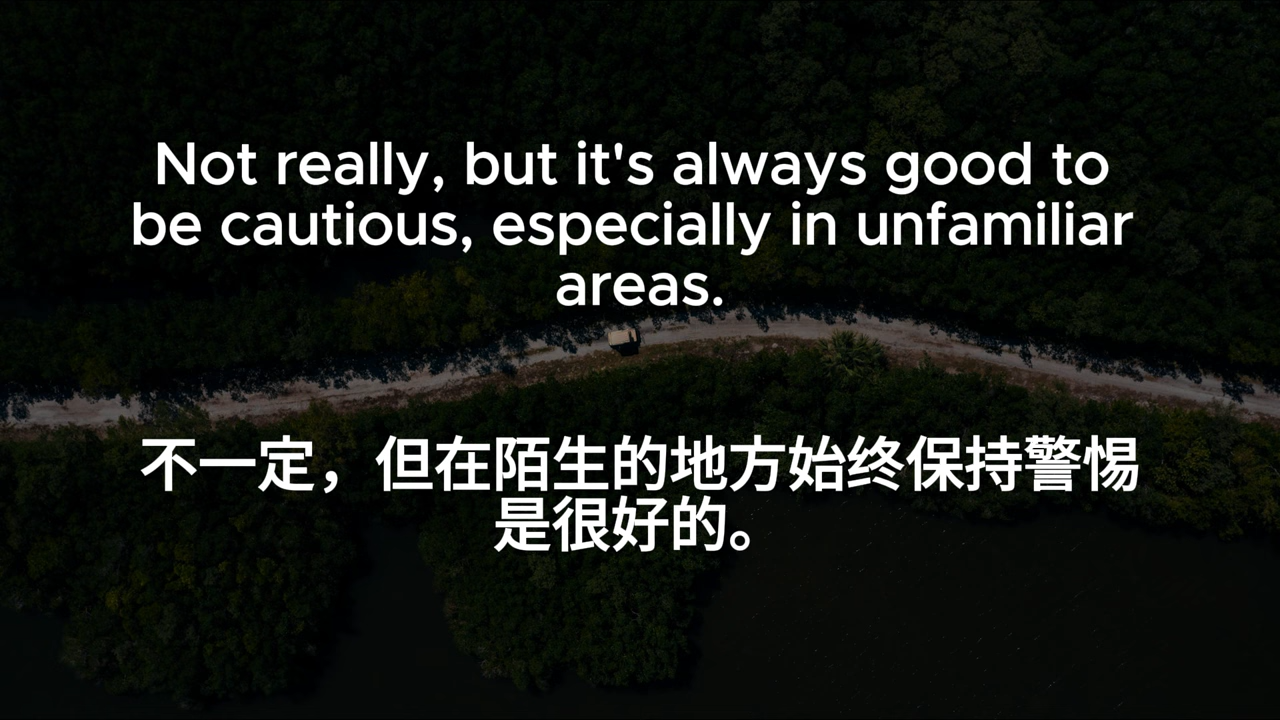 Not really, but it's always good to
be cautious, especially in unfamiliar
areas.
不一定，但在陌生的地方始终保持警惕
是很好的。